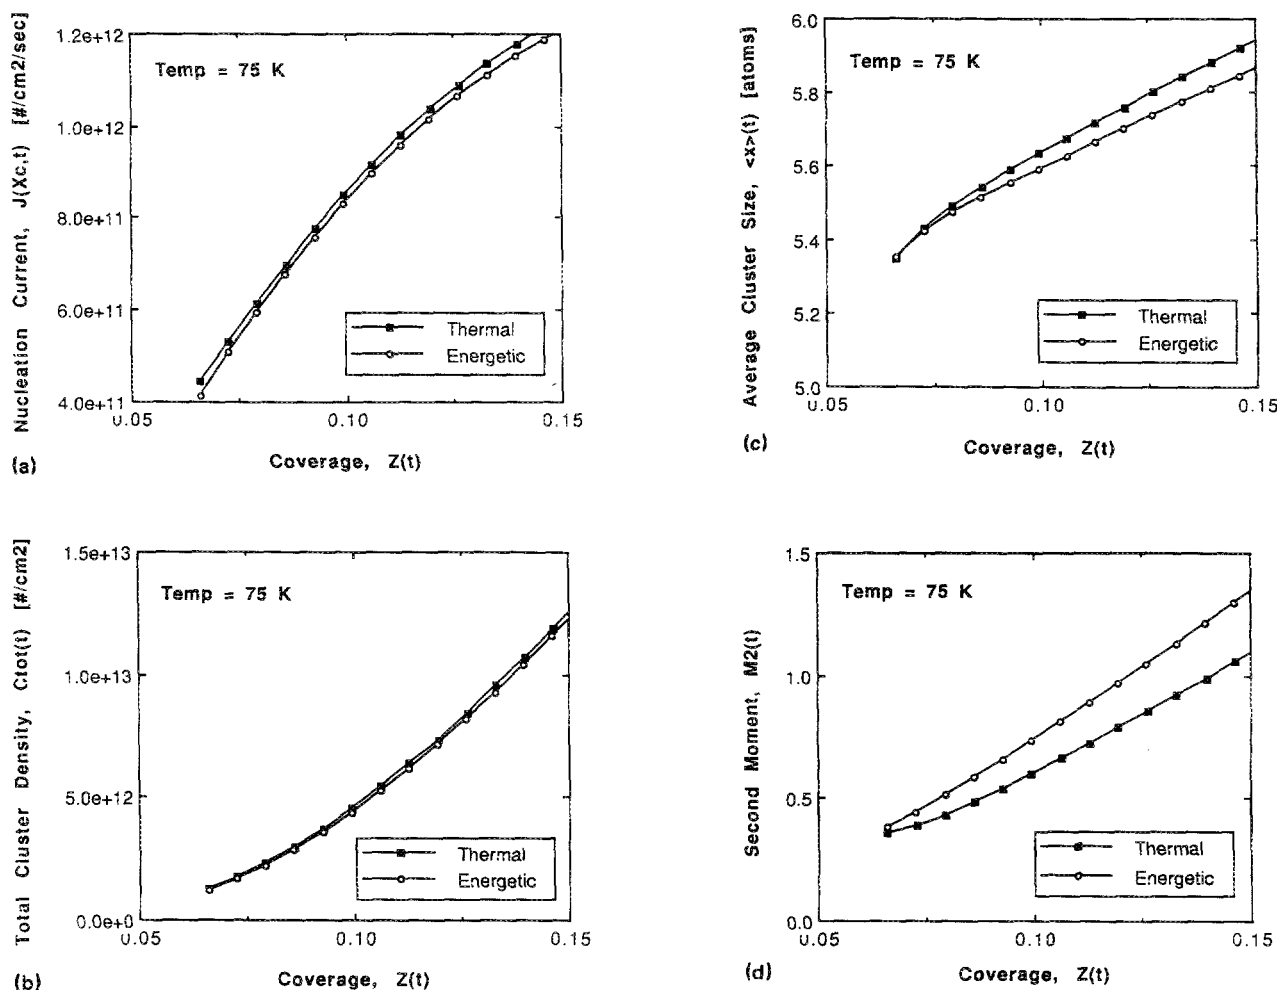 Nucleation Current, J(Xc,t) [#/cm2/sec]
1.2e+12
1.0e+12
8.0e+11
6.0e+11
4.0e+11
Temp = 75 K
Thermal
Energetic
0.05
0.10
0.15
Coverage, Z(t)
(a)
Total Cluster Density, Ctot(t) [#/cm2]
1.5e+13
1.0e+13
5.0e+12
0.0e+0
Temp = 75 K
Thermal
Energetic
0.05
0.10
0.15
Coverage, Z(t)
(b)
Average Cluster Size, <x>(t) [atoms]
6.0
5.8
5.6
5.4
5.2
5.0
Temp = 75 K
Thermal
Energetic
0.05
0.10
0.15
Coverage, Z(t)
(c)
Second Moment, M2(t)
1.5
1.0
0.5
0.0
Temp = 75 K
Thermal
Energetic
0.05
0.10
0.15
Coverage, Z(t)
(d)